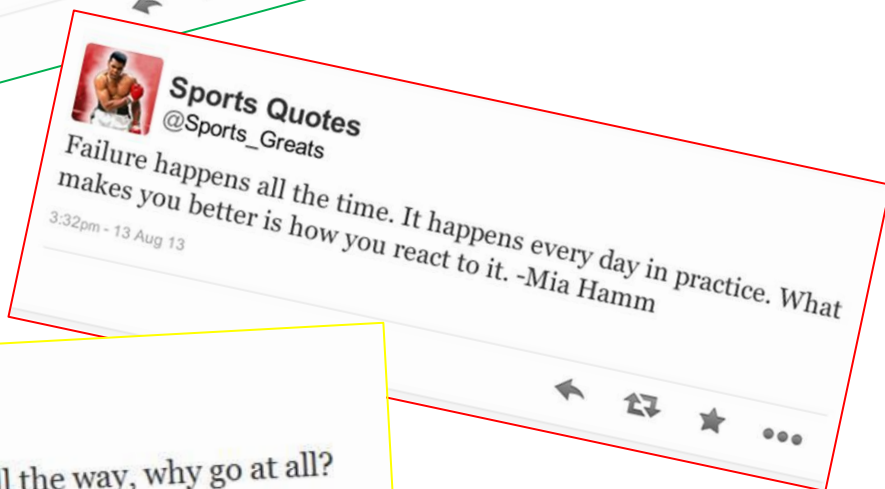 Sports Quotes
@Sports_Greats
Failure happens all the time. It happens every day in practice. What
makes you better is how you react to it. -Mia Hamm
3:32pm - 13 Aug 13
ll the way, why go at all?